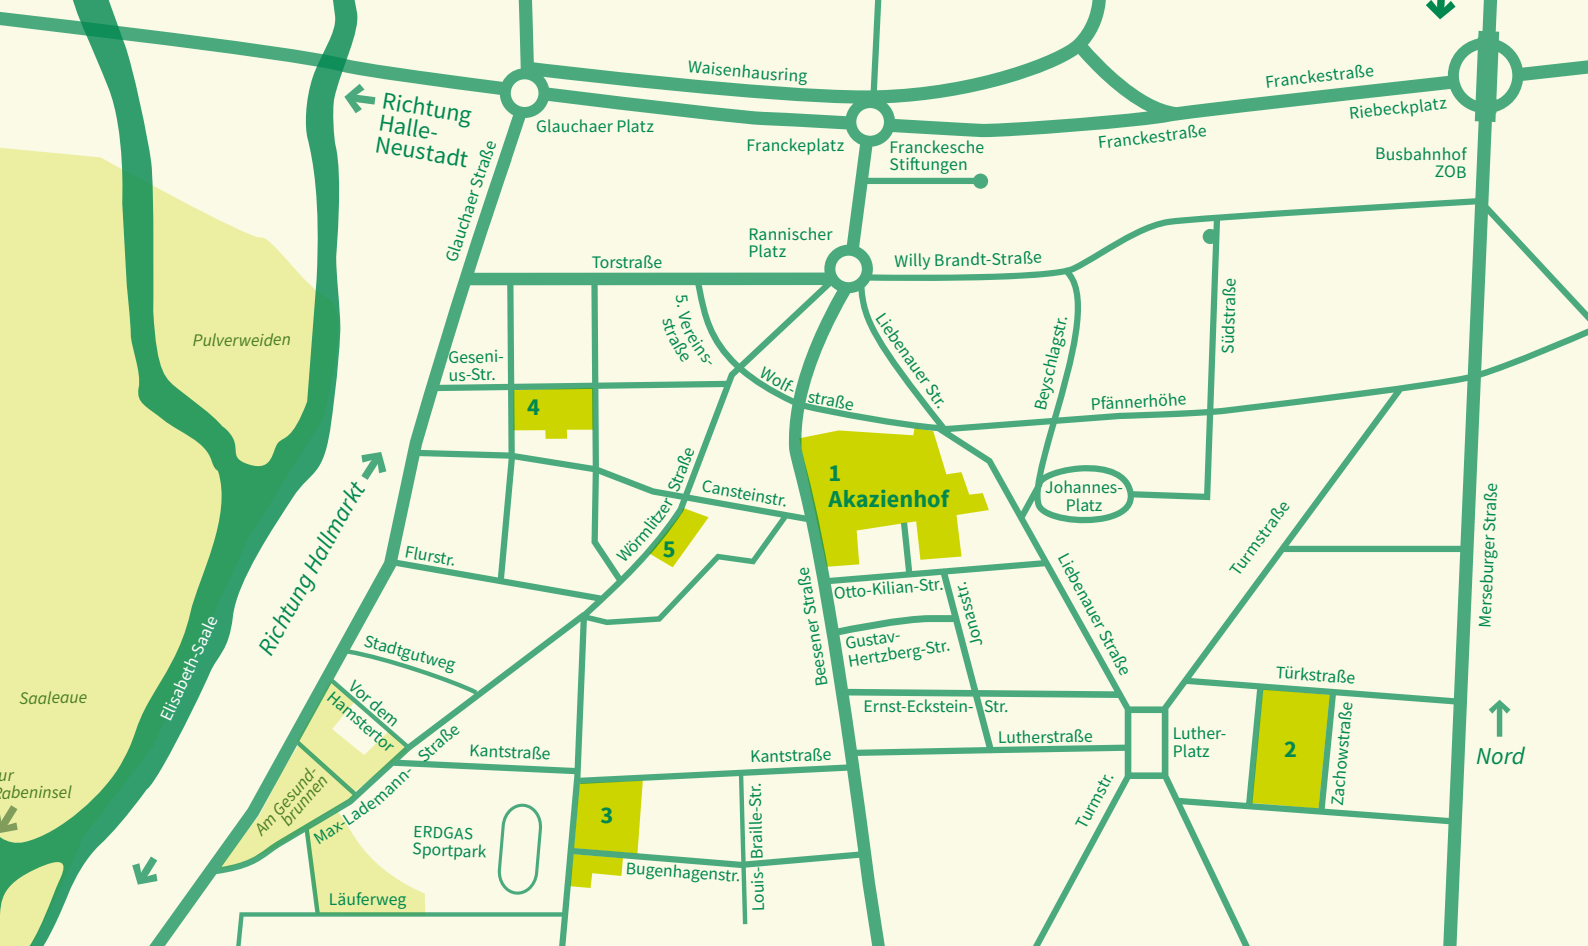 Waisenhausring
Franckestraße
Riebeckplatz
Richtung
Halle-
Neustadt
Glauchaer Platz
Franckeplatz
Franckesche
Stiftungen
Franckestraße
Busbahnhof
ZOB
Glauchaer Straße
Rannischer
Platz
Torstraße
Willy Brandt-Straße
5. Vereins-
straße
Liebenauer Str.
Beyschlagstr.
Südstraße
Pulverweiden
Geseni-
us-Str.
Wolf-
straße
Pfännerhöhe
4
1
Akazienhof
Johannes-
Platz
Cansteinstr.
Wörmlitzer Straße
5
Turmstraße
Merseburger Straße
Richtung Hallmarkt
Flurstr.
Otto-Kilian-Str.
Jonasstr.
Liebenauer Straße
Beesener Straße
Gustav-
Hertzberg-Str.
Elisabeth-Saale
Stadtgutweg
Saaleaue
Vor dem
Hamstertor
Türkstraße
Ernst-Eckstein-Str.
Lutherstraße
Luther-
Platz
2
Zachowstraße
Nord
Kantstraße
Kantstraße
Max-Lademann-Straße
Am Gesund-
brunnen
Rabeninsel
3
ERDGAS
Sportpark
Louis-Braille-Str.
Turmstr.
Bugenhagenstr.
Läuferweg